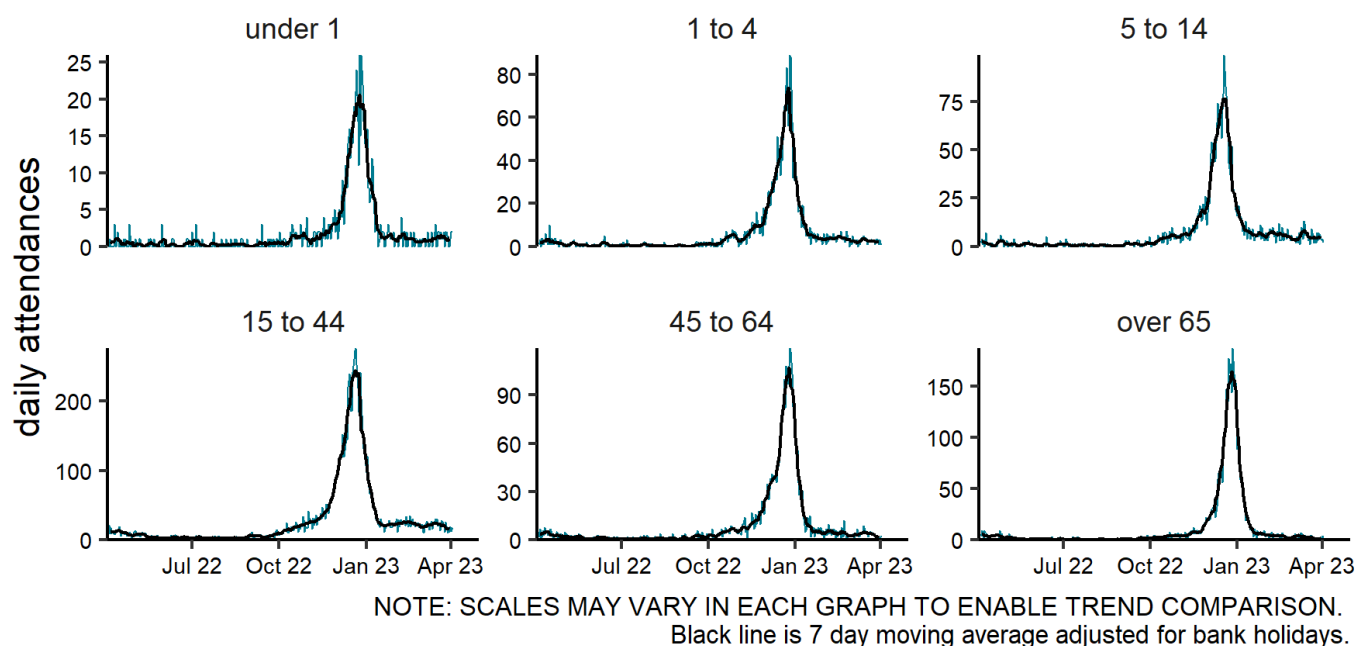 under 1
1 to 4
5 to 14
25
20
15
10
5
0
80
60
40
20
0
75
50
25
0
daily attendances
15 to 44
45 to 64
over 65
200
100
0
90
60
30
0
150
100
50
0
Jul 22 Oct 22 Jan 23 Apr 23
Jul 22 Oct 22 Jan 23 Apr 23
Jul 22 Oct 22 Jan 23 Apr 23
NOTE: SCALES MAY VARY IN EACH GRAPH TO ENABLE TREND COMPARISON.
Black line is 7 day moving average adjusted for bank holidays.